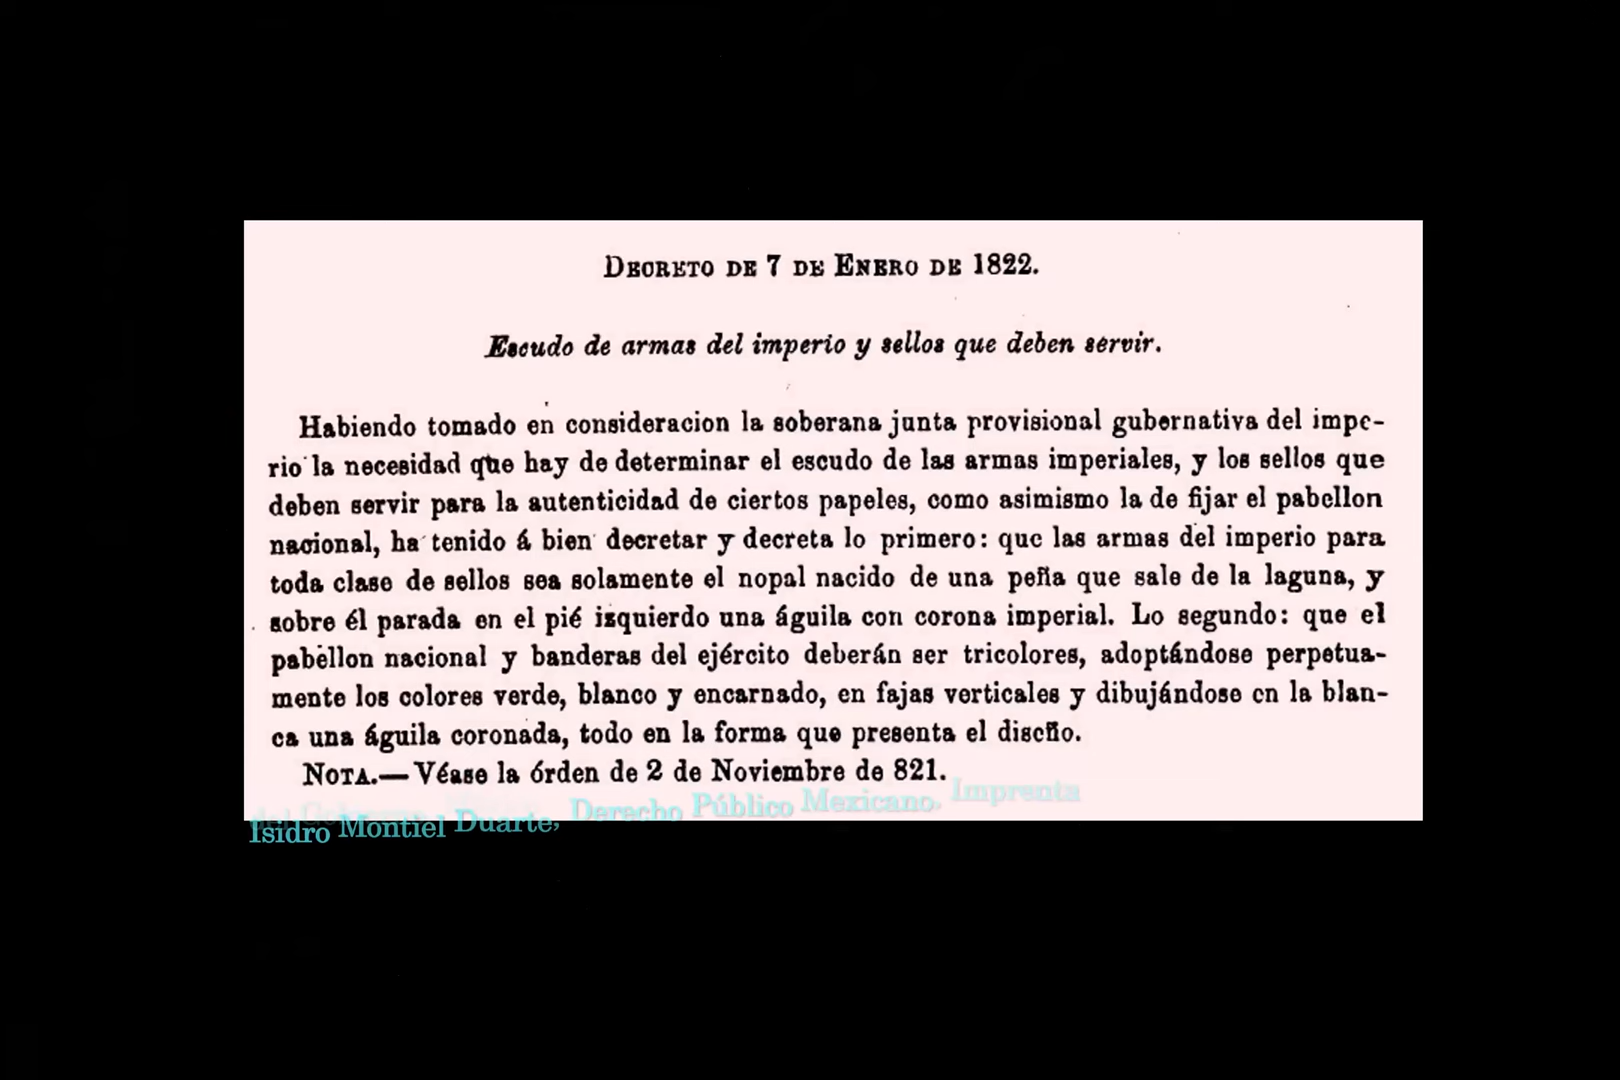 DECRETO DE 7 DE ENERO DE 1822.
Escudo de armas del imperio y sellos que deben servir.
Habiendo tomado en consideracion la soberana junta provisional gubernativa del impe-
rio la necesidad que hay de determinar el escudo de las armas imperiales, y los sellos que
deben servir para la autenticidad de ciertos papeles, como asimismo la de fijar el pabellon
nacional, ha tenido á bien decretar y decreta lo primero: que las armas del imperio para
toda clase de sellos sea solamente el nopal nacido de una peña que sale de la laguna, y
sobre él parada en el pié izquierdo una águila con corona imperial. Lo segundo: que el
pabellon nacional y banderas del ejército deberán ser tricolores, adoptándose perpetua-
mente los colores verde, blanco y encarnado, en fajas verticales y dibujándose en la blan-
ca una águila coronada, todo en la forma que presenta el diseño.
NOTA.—Véase la órden de 2 de Noviembre de 821.
Isidro Montiel Duarte, Derecho Público Mexicano, Imprenta